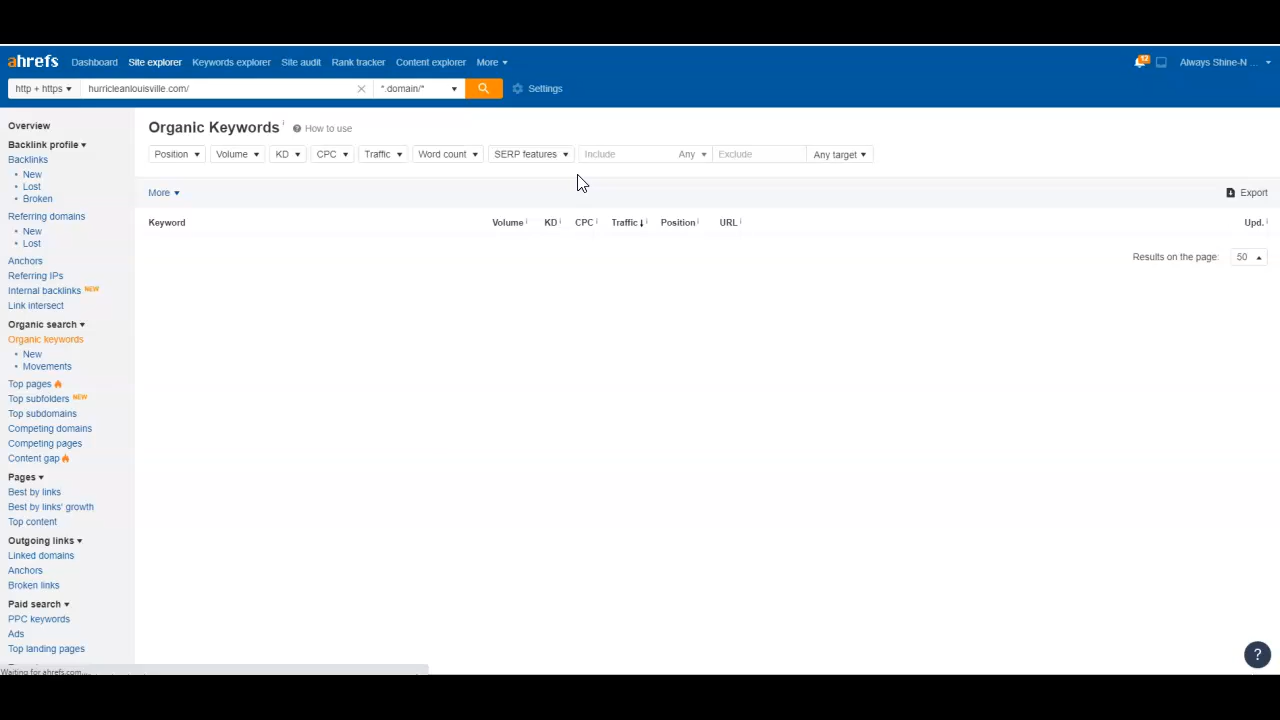 ahrefs Dashboard Site explorer Keywords explorer Site audit Rank tracker Content explorer More 12 Always Shine-N ...
http + https hurricleanlouisville.com/ *.domain/* Settings
Overview
Backlink profile
Backlinks
• New
• Lost
• Broken
Referring domains
• New
• Lost
Anchors
Referring IPs
Internal backlinks NEW
Link intersect
Organic search
Organic keywords
• New
• Movements
Top pages
Top subfolders NEW
Top subdomains
Competing domains
Competing pages
Content gap
Pages
Best by links
Best by links' growth
Top content
Outgoing links
Linked domains
Anchors
Broken links
Paid search
PPC keywords
Ads
Top landing pages
Waiting for ahrefs.com...
Organic Keywords i ? How to use
Position Volume KD CPC Traffic Word count SERP features Include Any Exclude Any target
More Export
Keyword Volume i KD i CPC i Traffic ↓ i Position i URL i Upd. i
Results on the page: 50
?